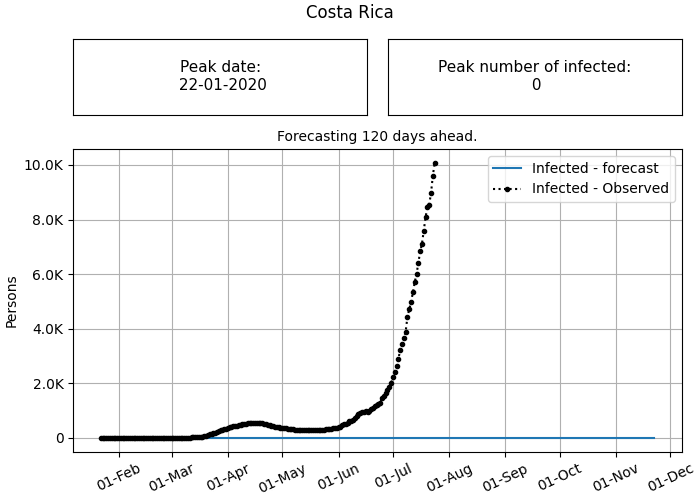 Costa Rica
Peak date:
22-01-2020
Peak number of infected:
0
Forecasting 120 days ahead.
Infected - forecast
Infected - Observed
10.0K
8.0K
6.0K
4.0K
2.0K
0
Persons
01-Feb
01-Mar
01-Apr
01-May
01-Jun
01-Jul
01-Aug
01-Sep
01-Oct
01-Nov
01-Dec